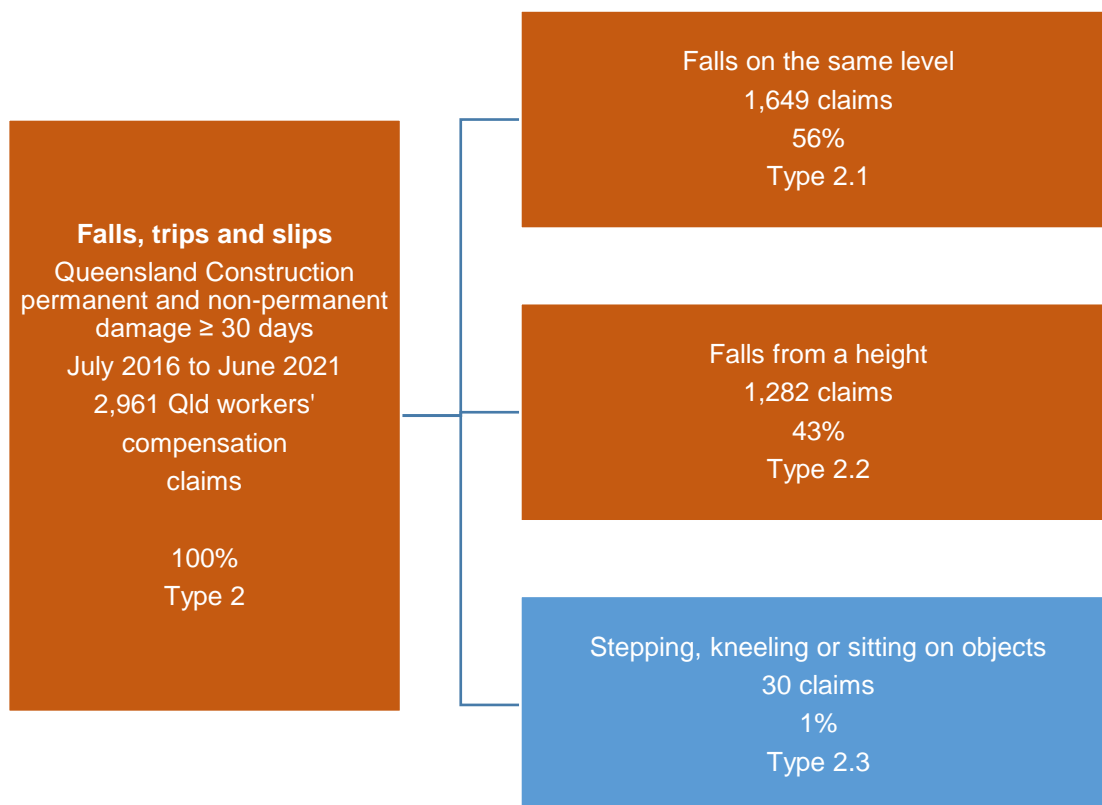 Falls, trips and slips
Queensland Construction
permanent and non-permanent
damage ≥ 30 days
July 2016 to June 2021
2,961 Qld workers'
compensation
claims
100%
Type 2
Falls on the same level
1,649 claims
56%
Type 2.1
Falls from a height
1,282 claims
43%
Type 2.2
Stepping, kneeling or sitting on objects
30 claims
1%
Type 2.3